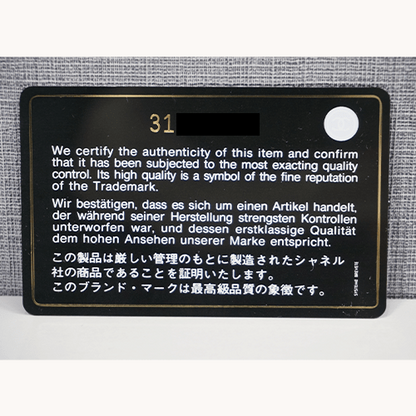 31
We certify the authenticity of this item and confirm
that it has been subjected to the most exacting quality
control. Its high quality is a symbol of the fine reputation
of the Trademark.
Wir bestätigen, dass es sich um einen Artikel handelt,
der während seiner Herstellung strengsten Kontrollen
unterworfen war, und dessen erstklassige Qualität
dem hohen Ansehen unserer Marke entspricht.
この製品は厳しい管理のもとに製造されたシャネル
社の商品であることを証明いたします。
このブランド・マークは最高級品質の象徴です。